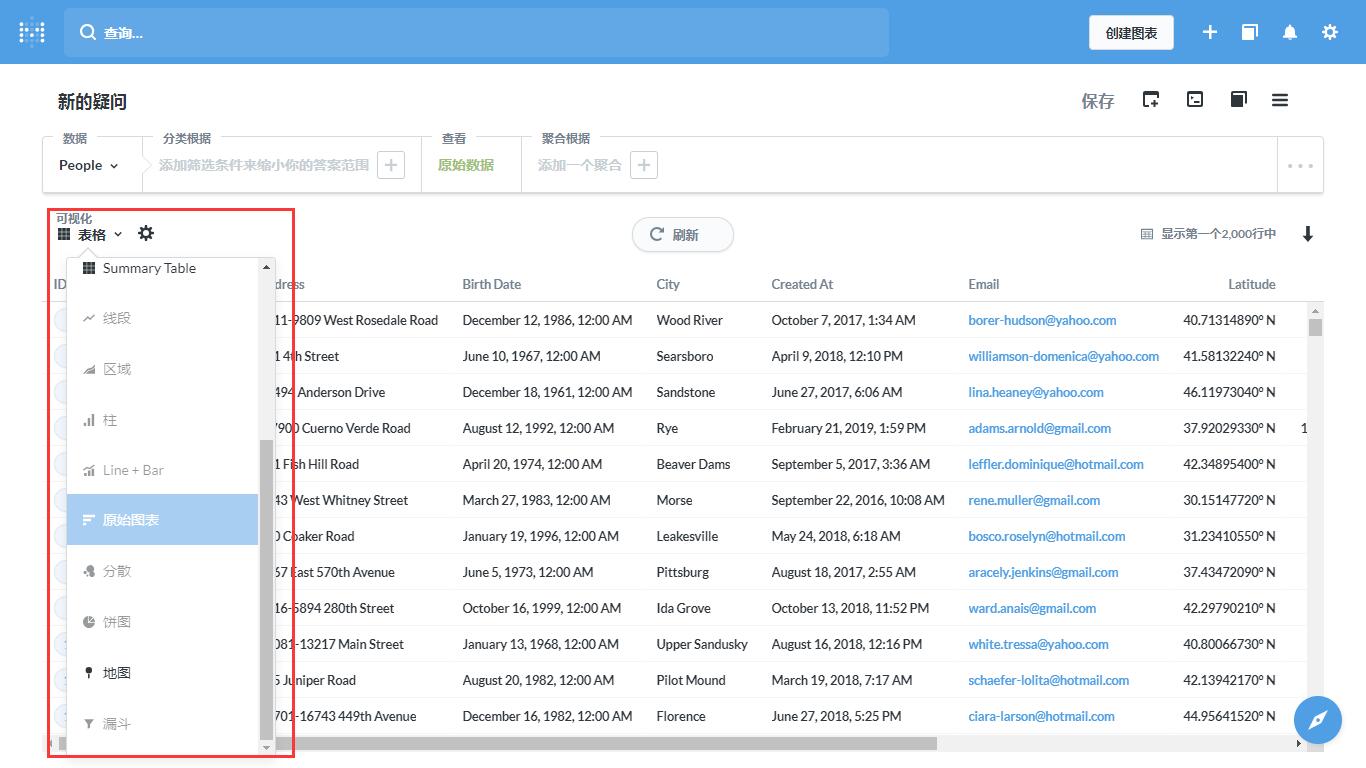 查询...
创建图表
新的疑问
保存
数据 分类根据 查看 聚合根据
People 添加筛选条件来缩小你的答案范围 原始数据 添加一个聚合
可视化
表格 刷新 显示第一个2,000行中
Summary Table
线段
区域
柱
Line + Bar
原始图表
分散
饼图
地图
漏斗
ID dress Birth Date City Created At Email Latitude
11-9809 West Rosedale Road December 12, 1986, 12:00 AM Wood River October 7, 2017, 1:34 AM borer-hudson@yahoo.com 40.71314890° N
1 4th Street June 10, 1967, 12:00 AM Searsboro April 9, 2018, 12:10 PM williamson-domenica@yahoo.com 41.58132240° N
494 Anderson Drive December 18, 1961, 12:00 AM Sandstone June 27, 2017, 6:06 AM lina.heaney@yahoo.com 46.11973040° N
7900 Cuerno Verde Road August 12, 1992, 12:00 AM Rye February 21, 2019, 1:59 PM adams.arnold@gmail.com 37.92029330° N 1
1 Fish Hill Road April 20, 1974, 12:00 AM Beaver Dams September 5, 2017, 3:36 AM leffler.dominique@hotmail.com 42.34895400° N
43 West Whitney Street March 27, 1983, 12:00 AM Morse September 22, 2016, 10:08 AM rene.muller@gmail.com 30.15147720° N
0 Coaker Road January 19, 1996, 12:00 AM Leakesville May 24, 2018, 6:18 AM bosco.roselyn@hotmail.com 31.23410550° N
67 East 570th Avenue June 5, 1973, 12:00 AM Pittsburg August 18, 2017, 2:55 AM aracely.jenkins@gmail.com 37.43472090° N
16-5894 280th Street October 16, 1999, 12:00 AM Ida Grove October 13, 2018, 11:52 PM ward.anais@gmail.com 42.29790210° N
081-13217 Main Street January 13, 1968, 12:00 AM Upper Sandusky August 16, 2018, 12:16 PM white.tressa@yahoo.com 40.80066730° N
5 Juniper Road August 20, 1982, 12:00 AM Pilot Mound March 19, 2018, 7:17 AM schaefer-lolita@hotmail.com 42.13942170° N
701-16743 449th Avenue December 16, 1982, 12:00 AM Florence June 27, 2018, 5:25 PM ciara-larson@hotmail.com 44.95641520° N